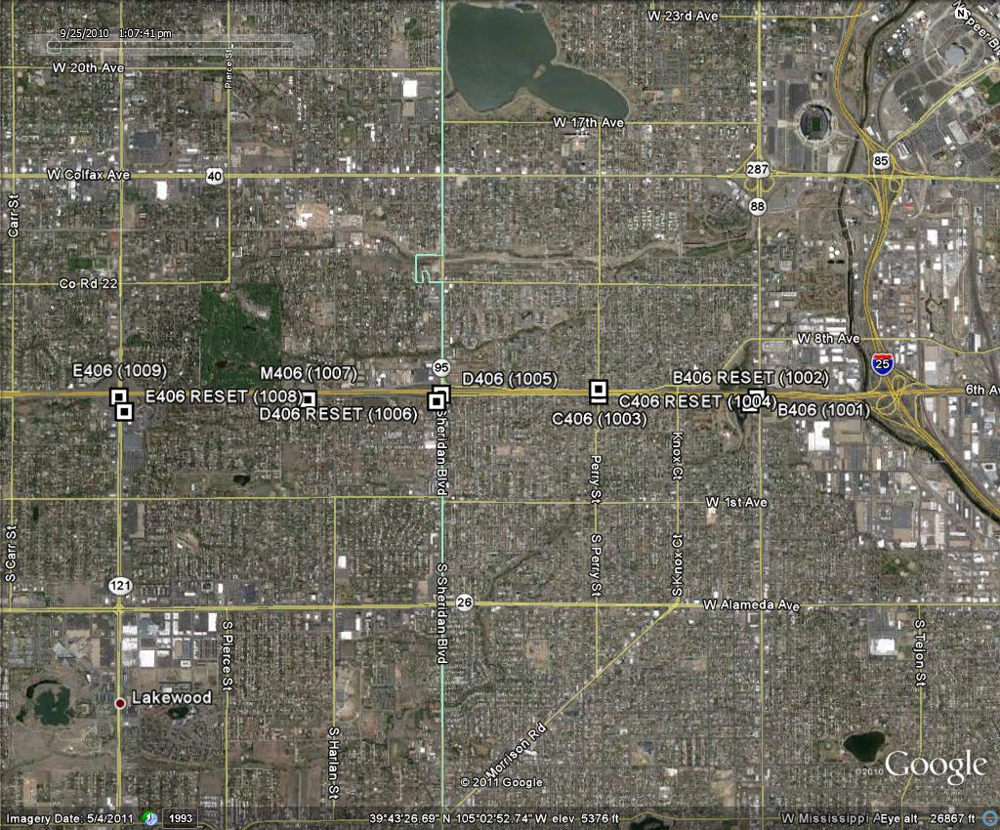 W 23rd Ave
N Speer Blv
N
9/25/2010 1:07:41 pm
W 20th Ave
Pierce St
W 17th Ave
85
287
W Colfax Ave
40
88
Carr St
Co Rd 22
W 8th Ave
25
E406 (1009)
M406 (1007)
95
D406 (1005)
B406 RESET (1002)
6th Av
E406 RESET (1008)
C406 RESET (1004)
D406 RESET (1006)
C406 (1003)
B406 (1001)
Sheridan Blvd
Knox Ct
Perry St
W 1st Ave
S Carr St
S Perry St
S Knox Ct
121
S Sheridan Blvd
26
W Alameda Ave
S Pierce St
S Tejon St
Lakewood
S Harlan St
Morrison Rd
© 2011 Google
©2010 Google
Imagery Date: 5/4/2011
1993
39°43'26.69" N 105°02'52.74" W elev 5376 ft
W Mississippi A
Eye alt 26867 ft